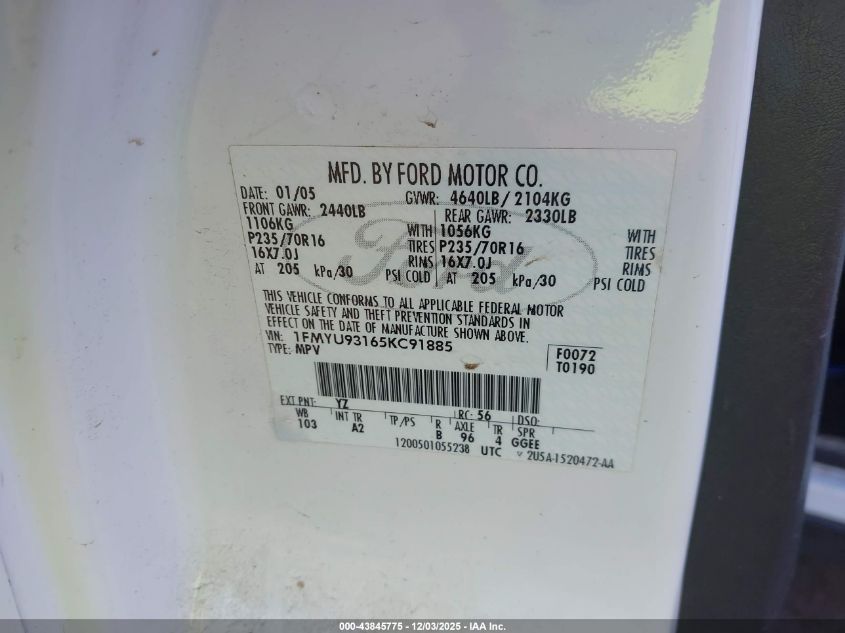 MFD. BY FORD MOTOR CO.
DATE: 01/05 GVWR: 4640LB/ 2104KG
FRONT GAWR: 2440LB REAR GAWR: 2330LB
1106KG WITH 1056KG WITH
P235/70R16 TIRES P235/70R16 TIRES
16X7.0J RIMS 16X7.0J RIMS
AT 205 kPa/30 PSI COLD AT 205 kPa/30 PSI COLD
Ford
THIS VEHICLE CONFORMS TO ALL APPLICABLE FEDERAL MOTOR
VEHICLE SAFETY AND THEFT PREVENTION STANDARDS IN
EFFECT ON THE DATE OF MANUFACTURE SHOWN ABOVE.
VIN: 1FMYU93165KC91885 F0072
TYPE: MPV T0190
EXT PNT: YZ RC: 56 DSO:
WB INT TR TP/PS R AXLE TR SPR
103 A2 B 96 4 GGEE
1200501055238 UTC V 2U5A-1520472-AA
000-43845775 - 12/03/2025 - IAA Inc.